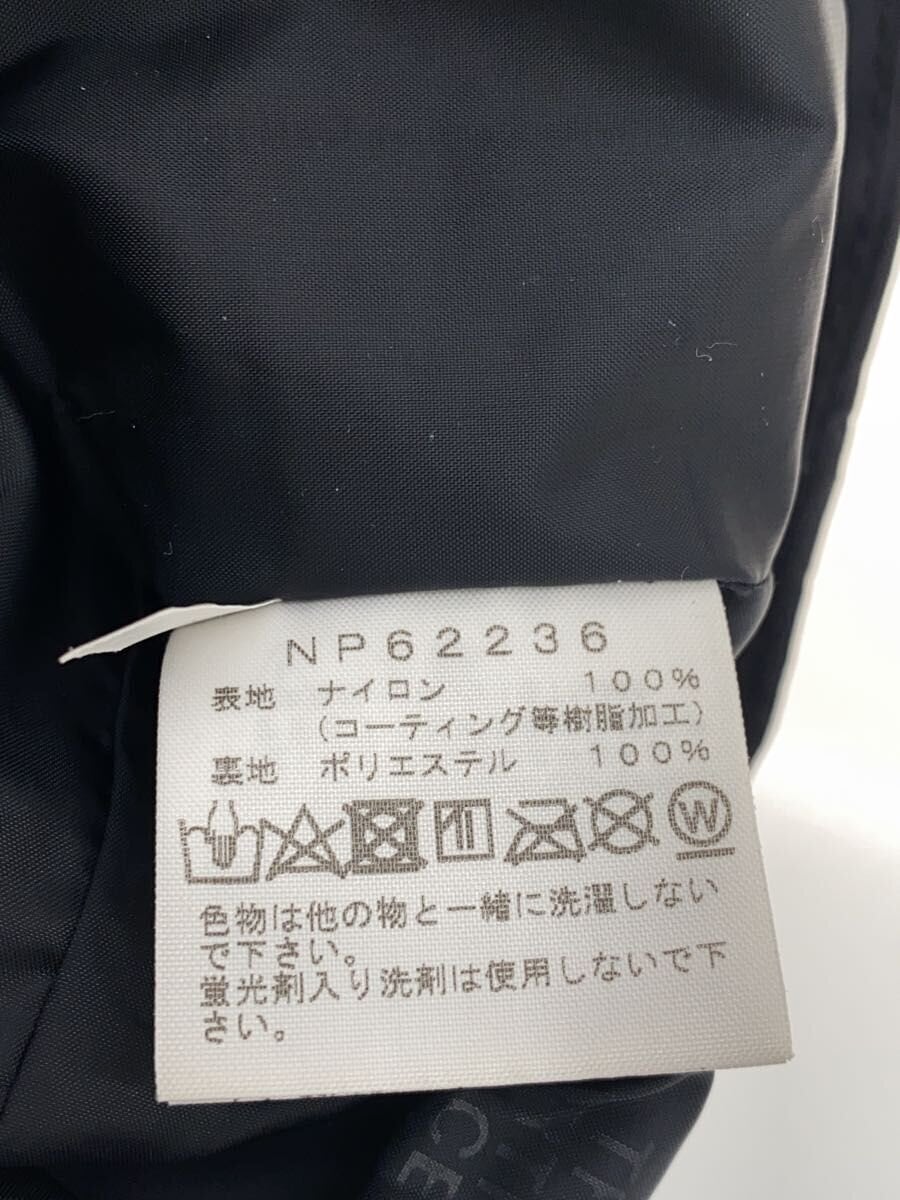 NP62236
表地 ナイロン 100%
(コーティング等樹脂加工)
裏地 ポリエステル 100%
W
色物は他の物と一緒に洗濯しない
で下さい。
蛍光剤入り洗剤は使用しないで下
さい。
CE